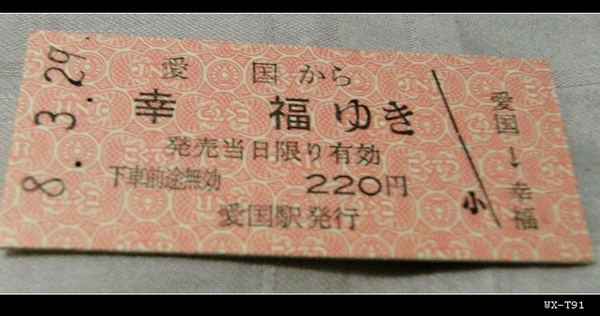 8.3.29
愛国から
幸福ゆき
発売当日限り有効
下車前途無効 220円
愛国駅発行
小
愛国→幸福
WX-T91